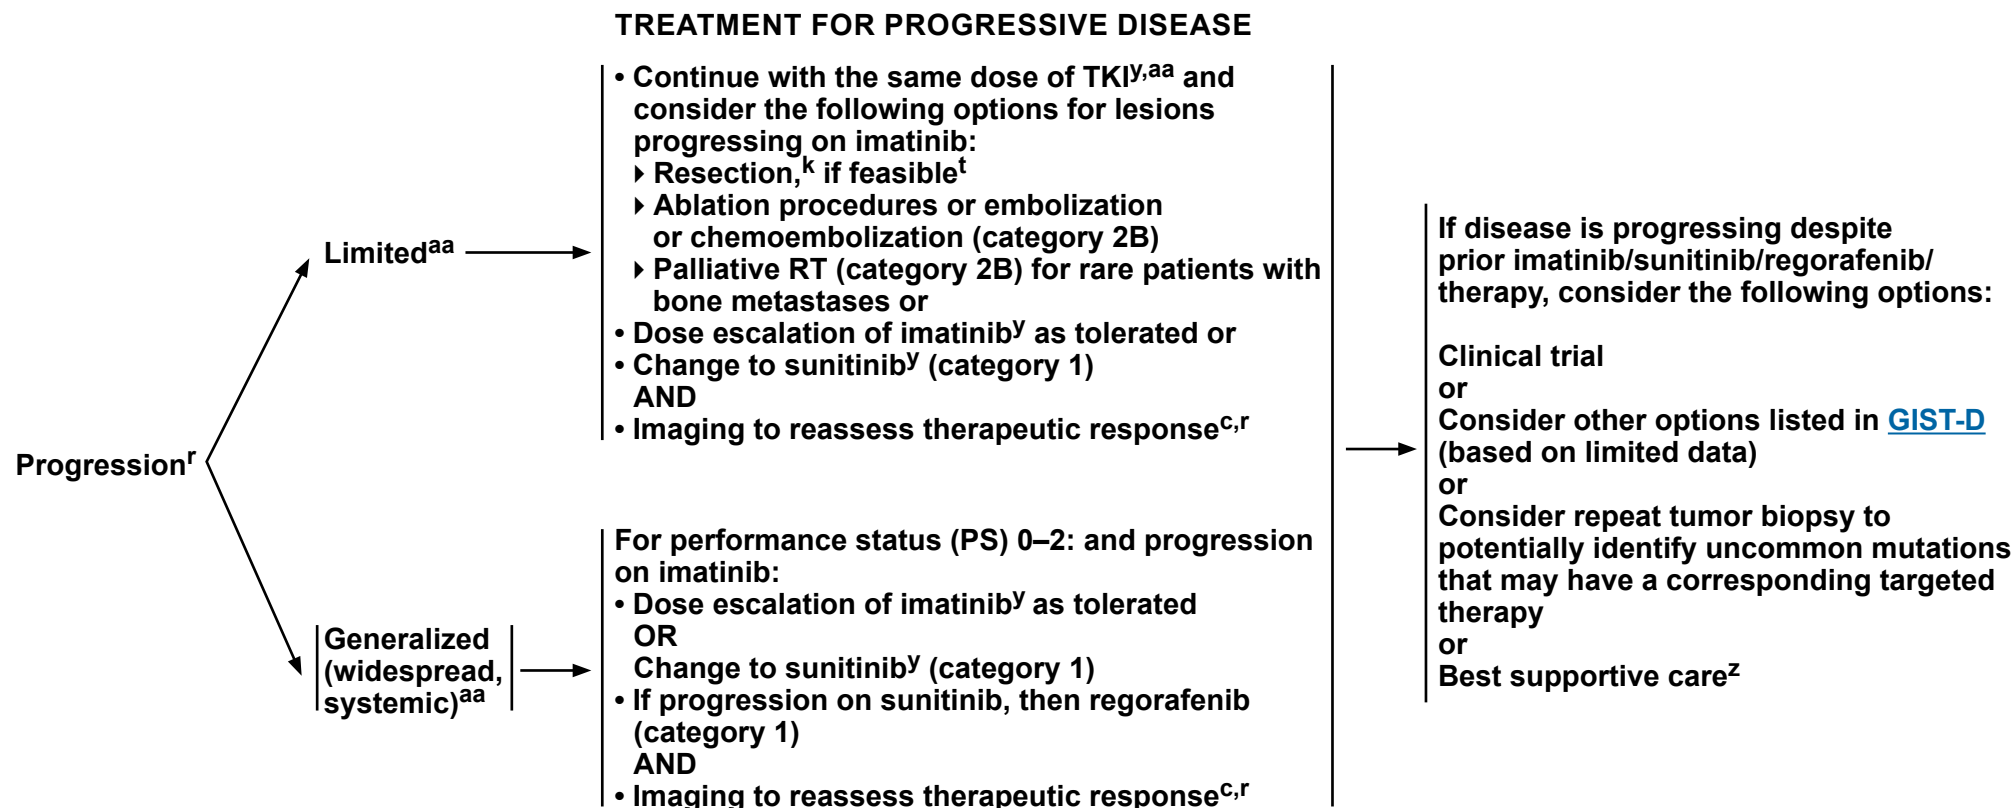 TREATMENT FOR PROGRESSIVE DISEASE
Progressionʳ
Limitedᵃᵃ
• Continue with the same dose of TKIʸ,ᵃᵃ and
consider the following options for lesions
progressing on imatinib:
▸ Resection,ᵏ if feasibleᵗ
▸ Ablation procedures or embolization
or chemoembolization (category 2B)
▸ Palliative RT (category 2B) for rare patients with
bone metastases or
• Dose escalation of imatinibʸ as tolerated or
• Change to sunitinibʸ (category 1)
AND
• Imaging to reassess therapeutic responseᶜ,ʳ
Generalized
(widespread,
systemic)ᵃᵃ
For performance status (PS) 0–2: and progression
on imatinib:
• Dose escalation of imatinibʸ as tolerated
OR
Change to sunitinibʸ (category 1)
• If progression on sunitinib, then regorafenib
(category 1)
AND
• Imaging to reassess therapeutic responseᶜ,ʳ
If disease is progressing despite
prior imatinib/sunitinib/regorafenib/
therapy, consider the following options:
Clinical trial
or
Consider other options listed in GIST-D
(based on limited data)
or
Consider repeat tumor biopsy to
potentially identify uncommon mutations
that may have a corresponding targeted
therapy
or
Best supportive careᶻ